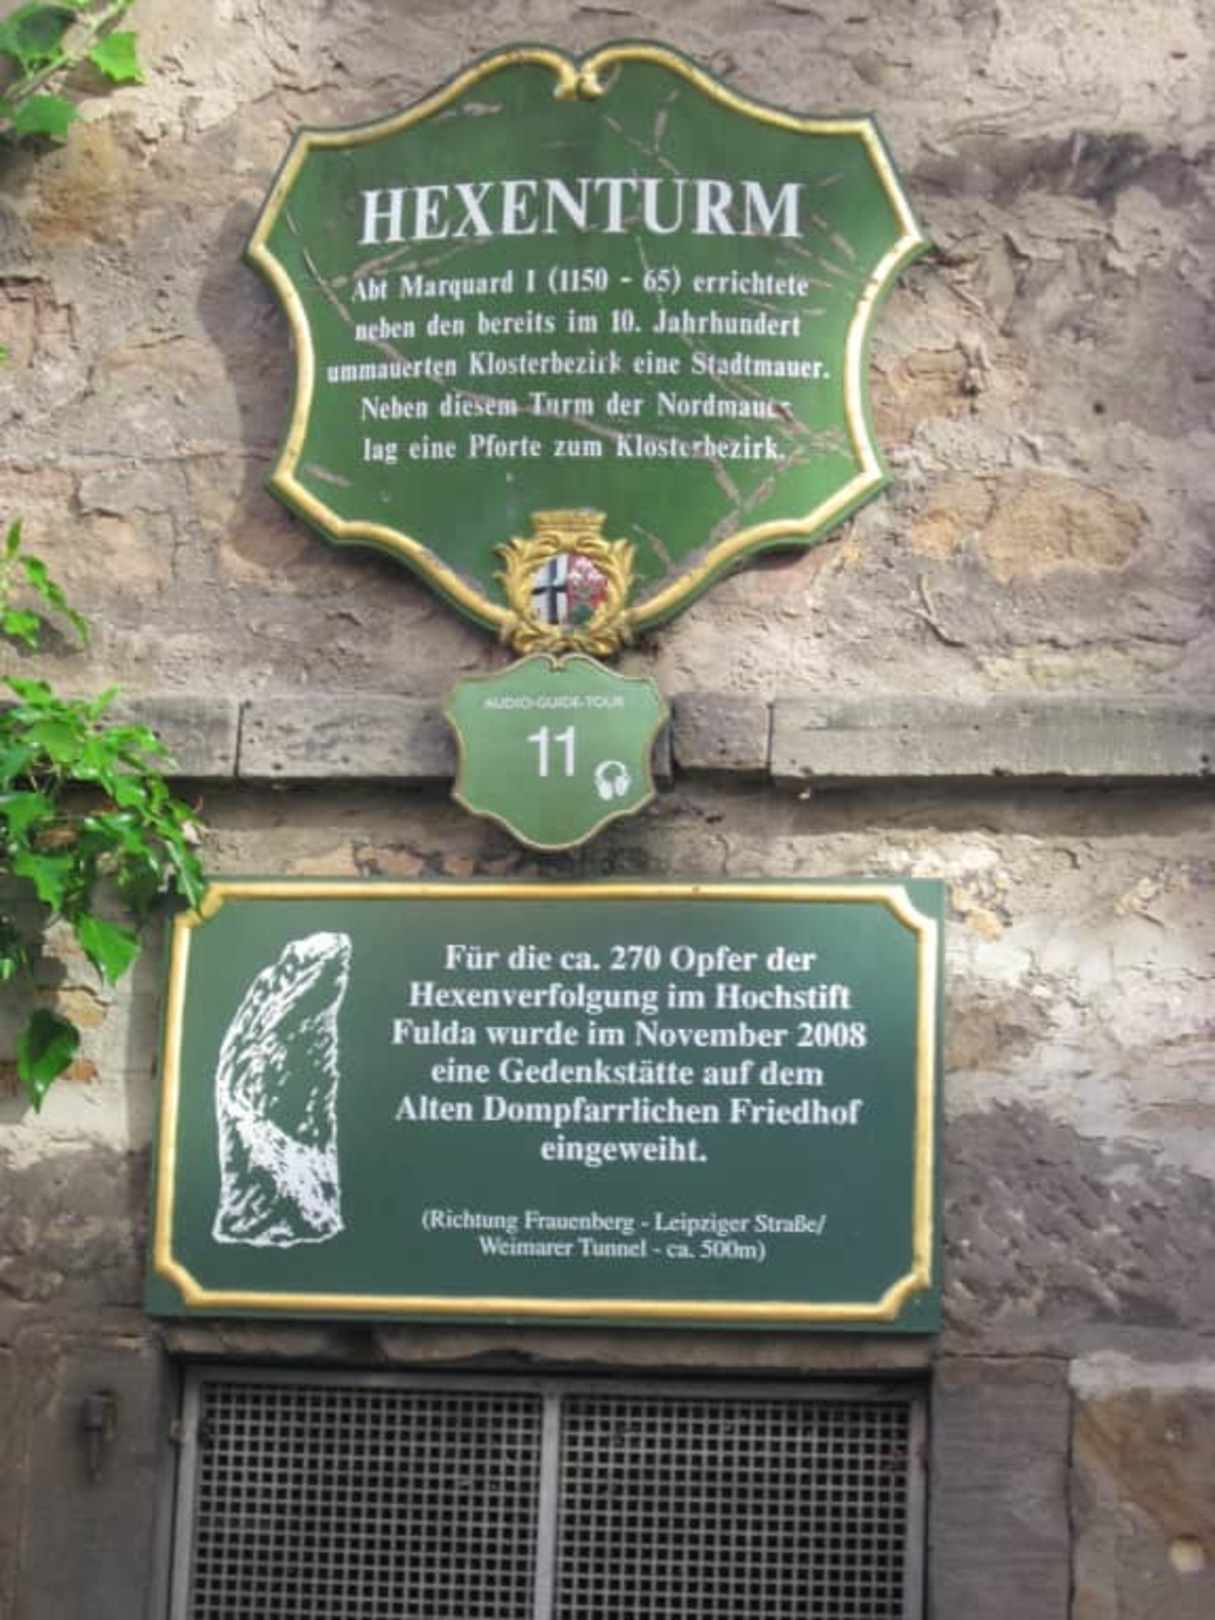 HEXENTURM
Abt Marquard I (1150 - 65) errichtete
neben den bereits im 10. Jahrhundert
ummauerten Klosterbezirk eine Stadtmauer.
Neben diesem Turm der Nordmauer
lag eine Pforte zum Klosterbezirk.
AUDIO-GUIDE-TOUR
11
Für die ca. 270 Opfer der
Hexenverfolgung im Hochstift
Fulda wurde im November 2008
eine Gedenkstätte auf dem
Alten Dompfarrlichen Friedhof
eingeweiht.
(Richtung Frauenberg - Leipziger Straße/
Weimarer Tunnel - ca. 500m)